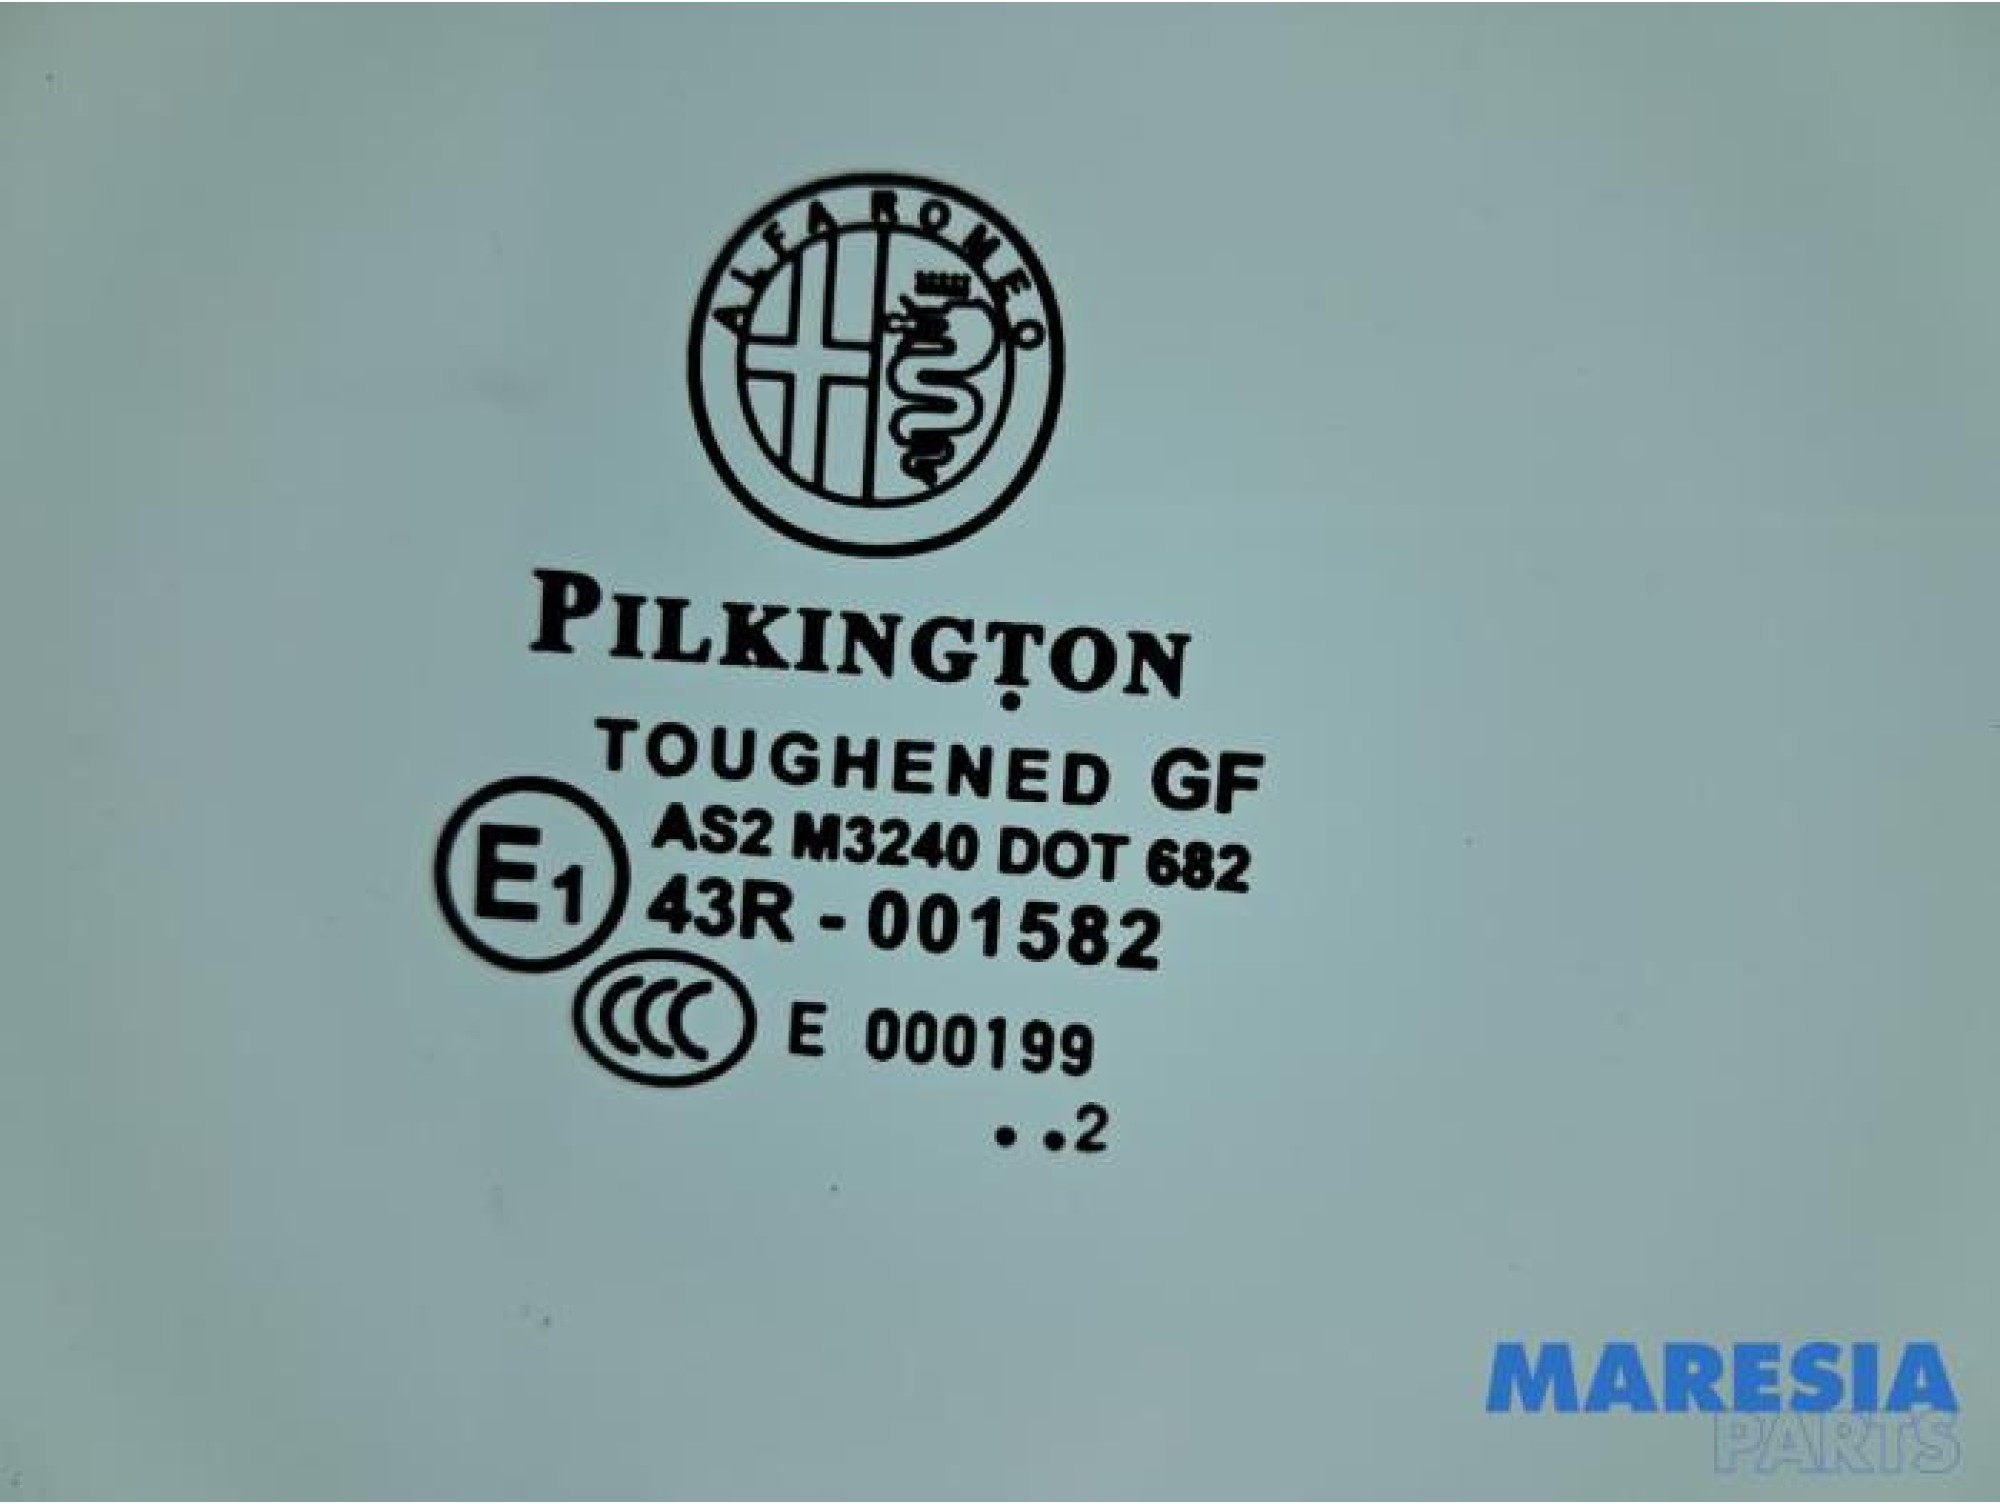 ALFA ROMEO
PILKINGTON
TOUGHENED GF
AS2 M3240 DOT 682
E1 43R - 001582
CCC E 000199
..2
MARESIA
PARTS